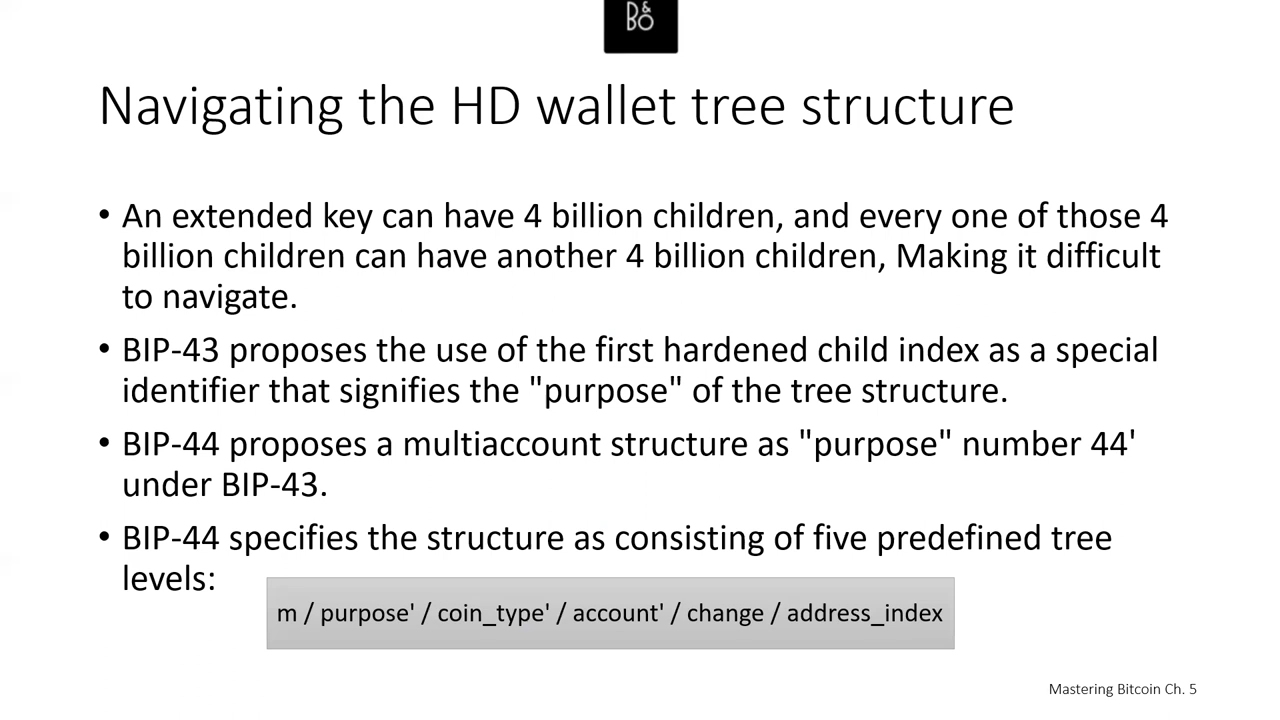 B&O
Navigating the HD wallet tree structure
• An extended key can have 4 billion children, and every one of those 4
billion children can have another 4 billion children, Making it difficult
to navigate.
• BIP-43 proposes the use of the first hardened child index as a special
identifier that signifies the "purpose" of the tree structure.
• BIP-44 proposes a multiaccount structure as "purpose" number 44'
under BIP-43.
• BIP-44 specifies the structure as consisting of five predefined tree
levels:
m / purpose' / coin_type' / account' / change / address_index
Mastering Bitcoin Ch. 5